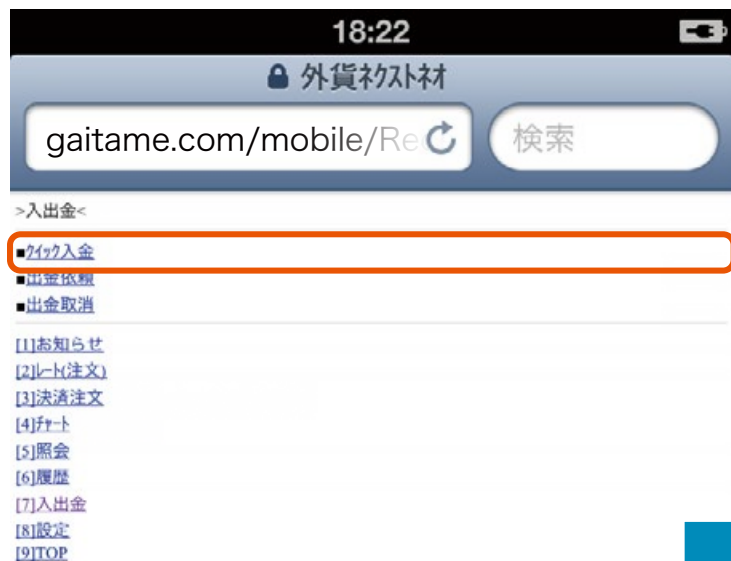 18:22
外貨ﾈｸｽﾄﾈｵ
gaitame.com/mobile/Re
検索
>入出金<
■ｸｲｯｸ入金
■出金依頼
■出金取消
[1]お知らせ
[2]ﾚｰﾄ(注文)
[3]決済注文
[4]ﾁｬｰﾄ
[5]照会
[6]履歴
[7]入出金
[8]設定
[9]TOP